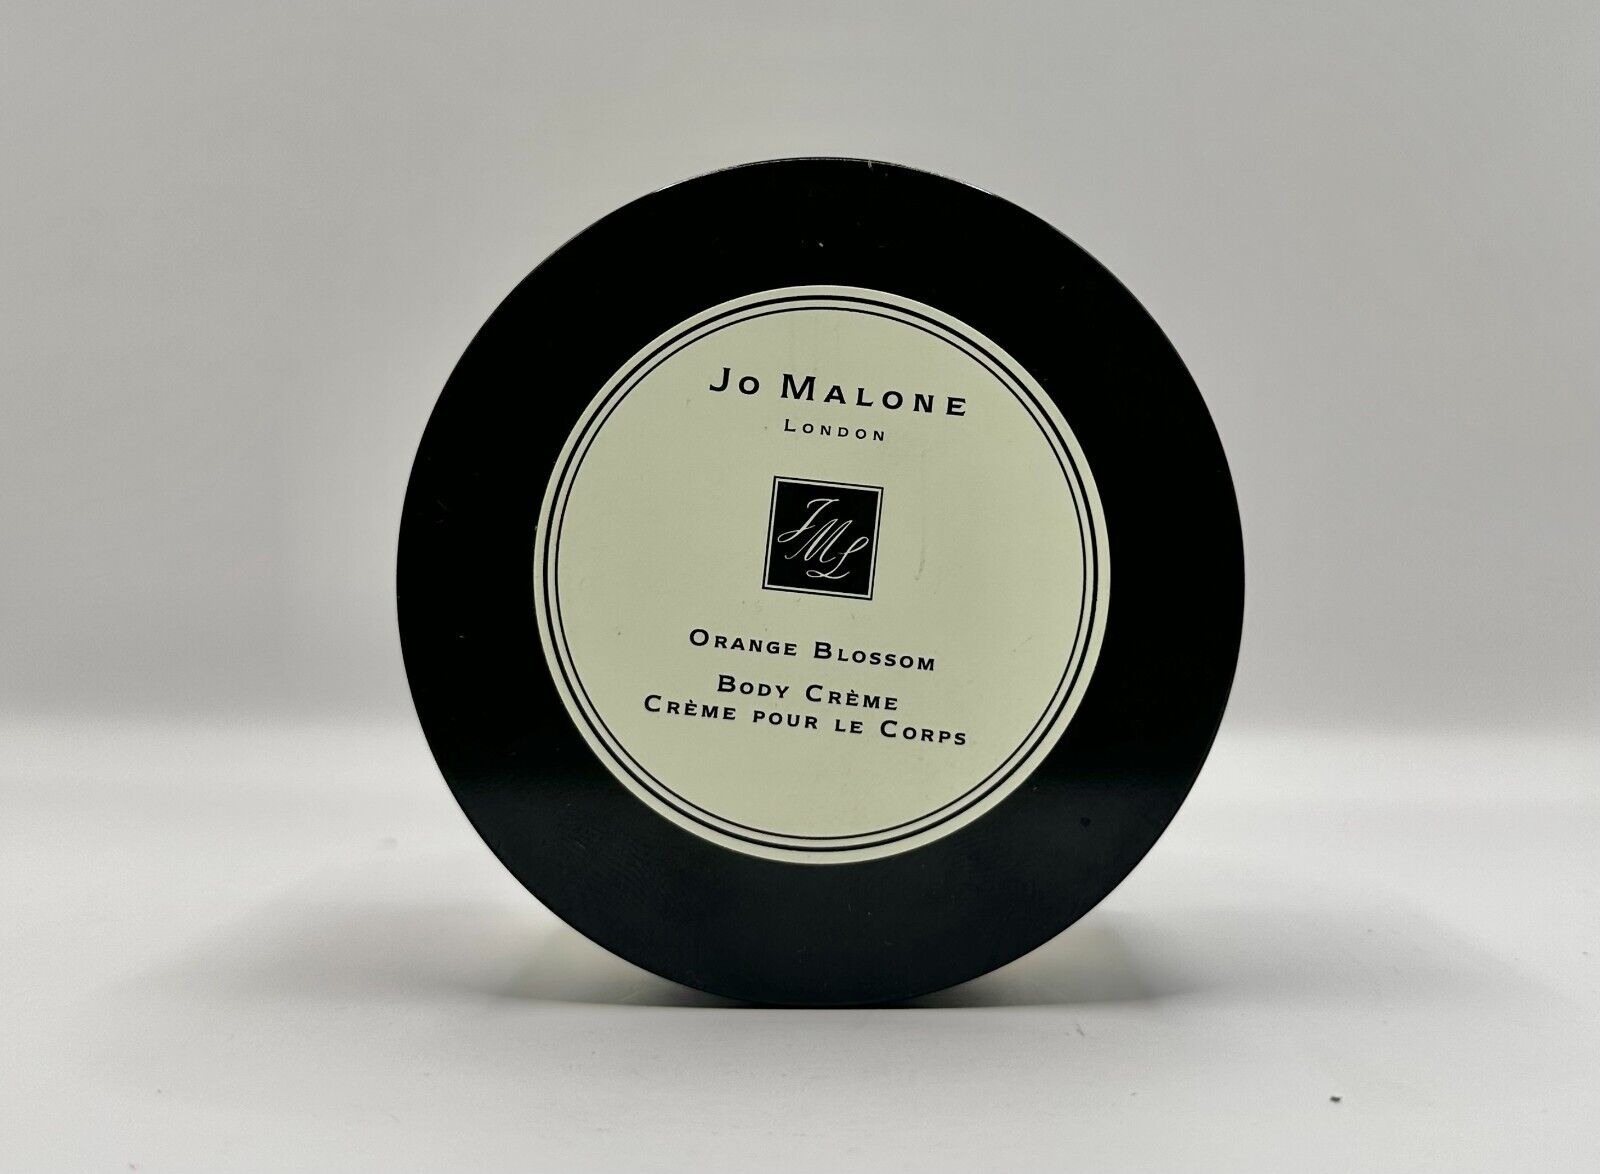 Jo Malone
London
JML
Orange Blossom
Body Crème
Crème pour le Corps